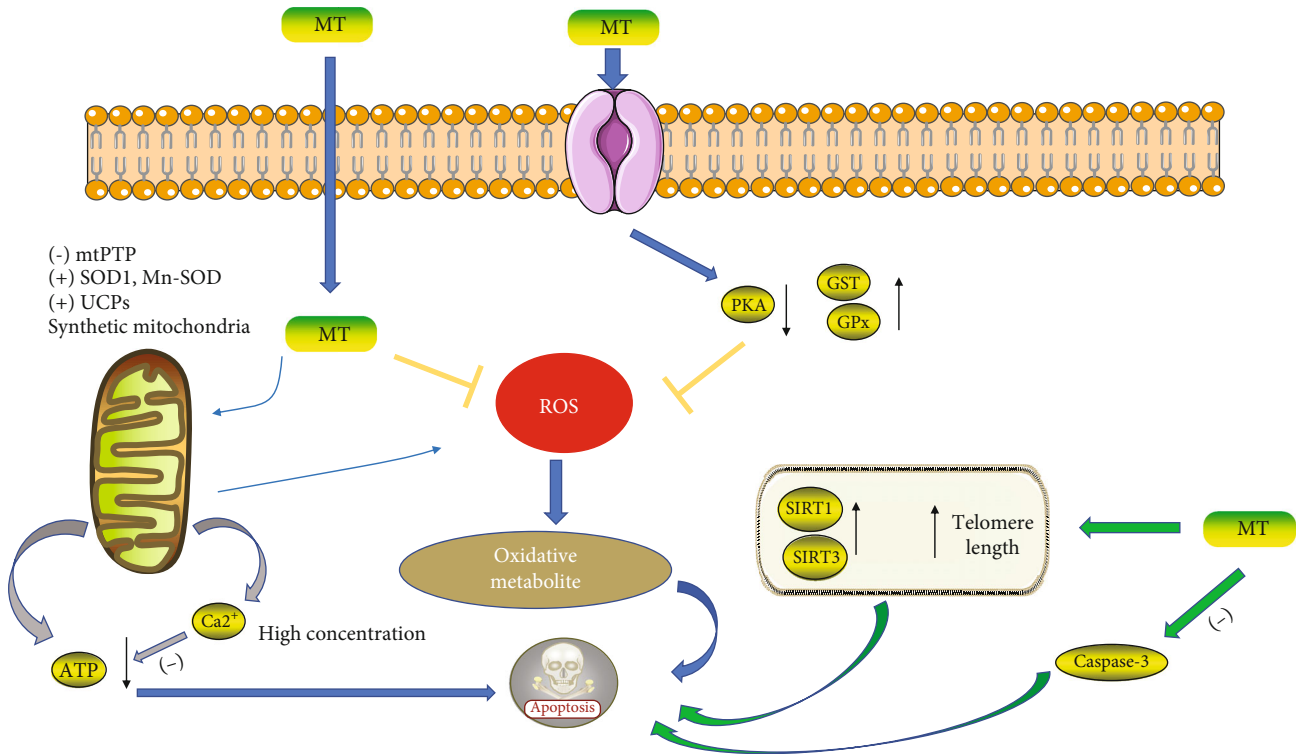 MT
MT
(-) mtPTP
(+) SOD1, Mn-SOD
(+) UCPs
Synthetic mitochondria
MT
PKA
GST
GPx
ROS
SIRT1
SIRT3
Telomere
length
MT
Oxidative
metabolite
Ca2⁺
High concentration
(-)
(-)
ATP
Caspase-3
Apoptosis